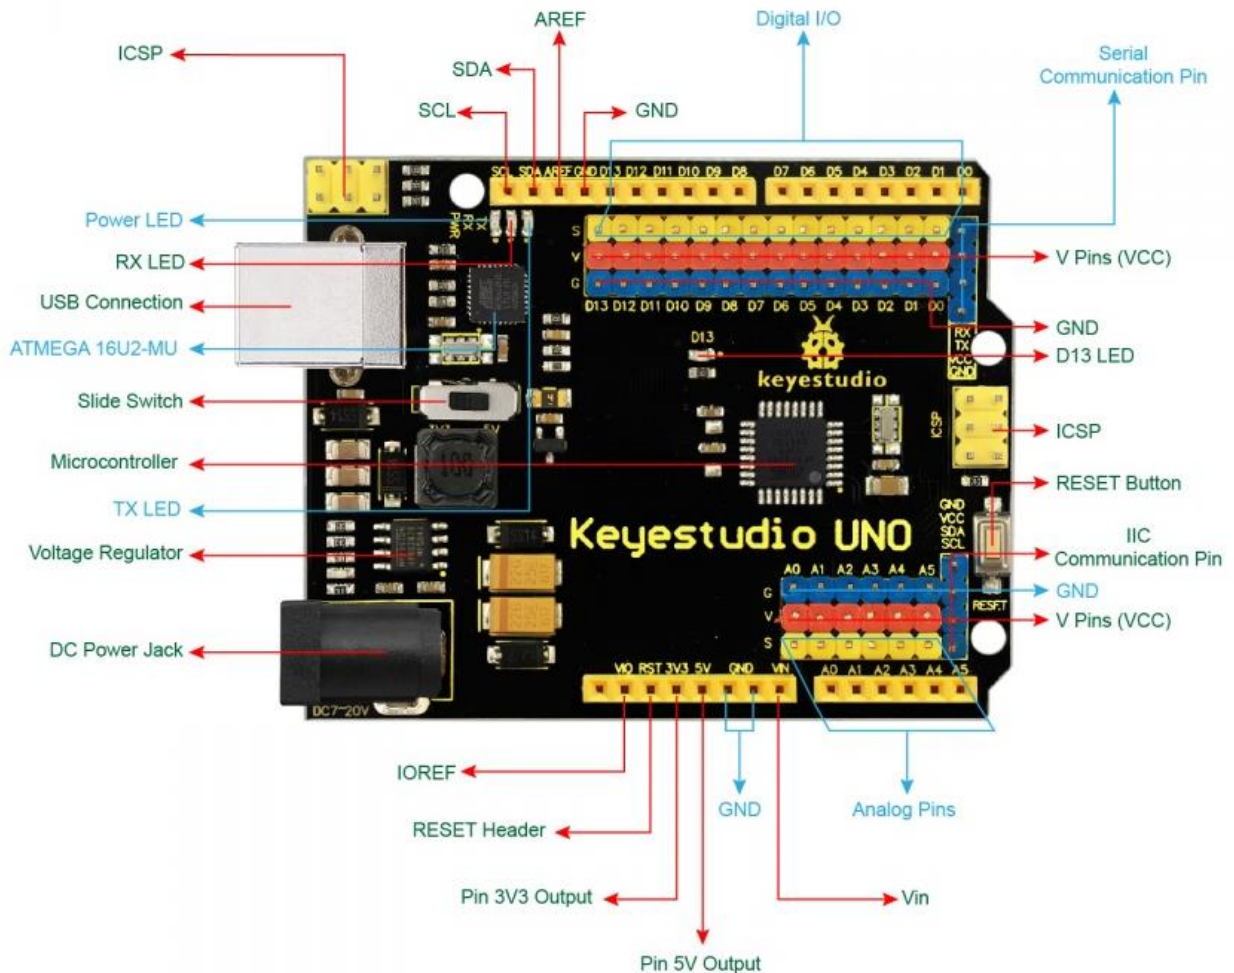 AREF
Digital I/O
ICSP
SDA
Serial
Communication Pin
SCL
GND
SCL SDA AREF GND D13 D12 D11 D10 D9 D8
D7 D6 D5 D4 D3 D2 D1 D0
Power LED
TX
RX
PWR
S
V
G
V Pins (VCC)
RX LED
USB Connection
D13 D12 D11 D10 D9 D8 D7 D6 D5 D4 D3 D2 D1 D0
GND
RX
TX
VCC
GND
ATMEGA 16U2-MU
D13
D13 LED
keyestudio
Slide Switch
3V3 5V
ICSP
ICSP
Microcontroller
100
RESET Button
TX LED
GND
VCC
SDA
SCL
Keyestudio UNO
Voltage Regulator
SS14
IIC
Communication Pin
A0 A1 A2 A3 A4 A5
G
V
S
GND
RESET
V Pins (VCC)
DC Power Jack
VIO RST 3V3 5V GND VIN
A0 A1 A2 A3 A4 A5
DC7~20V
IOREF
GND
Analog Pins
RESET Header
Pin 3V3 Output
Vin
Pin 5V Output